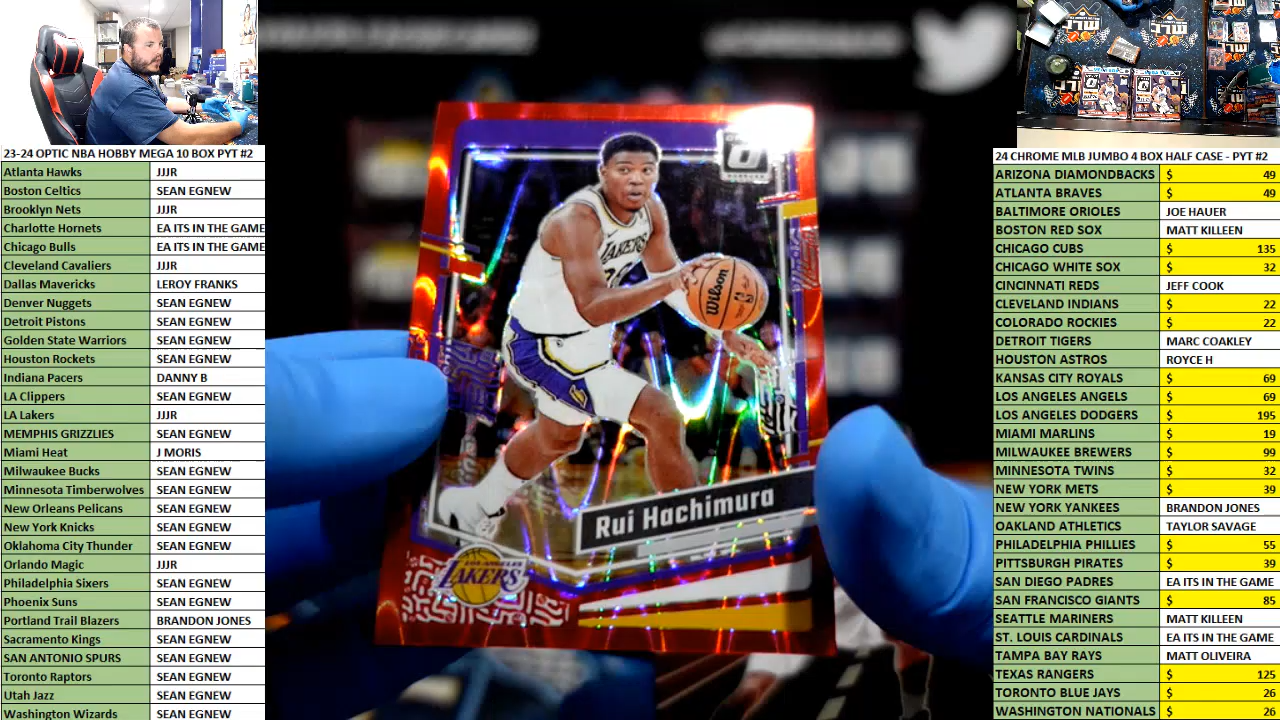 23-24 OPTIC NBA HOBBY MEGA 10 BOX PYT #2
Atlanta Hawks JJJR
Boston Celtics SEAN EGNEW
Brooklyn Nets JJJR
Charlotte Hornets EA ITS IN THE GAME
Chicago Bulls EA ITS IN THE GAME
Cleveland Cavaliers JJJR
Dallas Mavericks LEROY FRANKS
Denver Nuggets SEAN EGNEW
Detroit Pistons SEAN EGNEW
Golden State Warriors SEAN EGNEW
Houston Rockets SEAN EGNEW
Indiana Pacers DANNY B
LA Clippers SEAN EGNEW
LA Lakers JJJR
MEMPHIS GRIZZLIES SEAN EGNEW
Miami Heat J MORIS
Milwaukee Bucks SEAN EGNEW
Minnesota Timberwolves SEAN EGNEW
New Orleans Pelicans SEAN EGNEW
New York Knicks SEAN EGNEW
Oklahoma City Thunder SEAN EGNEW
Orlando Magic JJJR
Philadelphia Sixers SEAN EGNEW
Phoenix Suns SEAN EGNEW
Portland Trail Blazers BRANDON JONES
Sacramento Kings SEAN EGNEW
SAN ANTONIO SPURS SEAN EGNEW
Toronto Raptors SEAN EGNEW
Utah Jazz SEAN EGNEW
Washington Wizards SEAN EGNEW
LAKERS
Wilson
Rui Hachimura
LOS ANGELES
LAKERS
24 CHROME MLB JUMBO 4 BOX HALF CASE - PYT #2
ARIZONA DIAMONDBACKS $ 49
ATLANTA BRAVES $ 49
BALTIMORE ORIOLES JOE HAUER
BOSTON RED SOX MATT KILLEEN
CHICAGO CUBS $ 135
CHICAGO WHITE SOX $ 32
CINCINNATI REDS JEFF COOK
CLEVELAND INDIANS $ 22
COLORADO ROCKIES $ 22
DETROIT TIGERS MARC COAKLEY
HOUSTON ASTROS ROYCE H
KANSAS CITY ROYALS $ 69
LOS ANGELES ANGELS $ 69
LOS ANGELES DODGERS $ 195
MIAMI MARLINS $ 19
MILWAUKEE BREWERS $ 99
MINNESOTA TWINS $ 32
NEW YORK METS $ 39
NEW YORK YANKEES BRANDON JONES
OAKLAND ATHLETICS TAYLOR SAVAGE
PHILADELPHIA PHILLIES $ 55
PITTSBURGH PIRATES $ 39
SAN DIEGO PADRES EA ITS IN THE GAME
SAN FRANCISCO GIANTS $ 85
SEATTLE MARINERS MATT KILLEEN
ST. LOUIS CARDINALS EA ITS IN THE GAME
TAMPA BAY RAYS MATT OLIVEIRA
TEXAS RANGERS $ 125
TORONTO BLUE JAYS $ 26
WASHINGTON NATIONALS $ 26